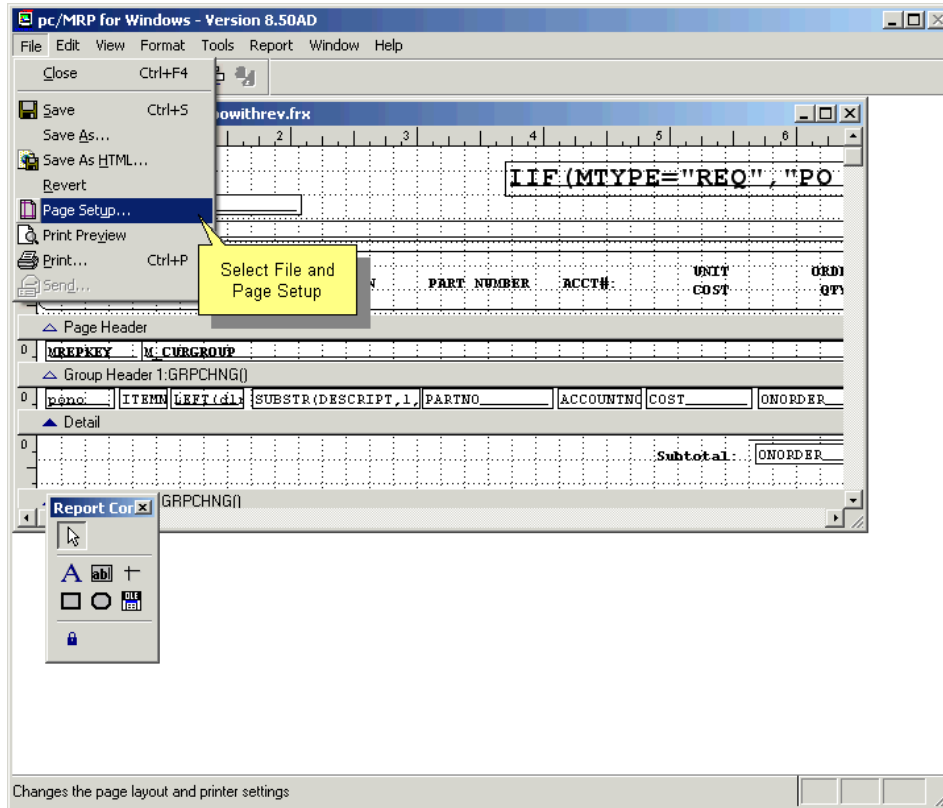 pc/MRP for Windows - Version 8.50AD
File Edit View Format Tools Report Window Help
Close Ctrl+F4
Save Ctrl+S
Save As...
Save As HTML...
Revert
Page Setup...
Print Preview
Print... Ctrl+P
Send...
powithrev.frx
2 3 4 5 6
IIF(MTYPE="REQ","PO
Select File and
Page Setup
PART NUMBER ACCT#: UNIT
COST
QTY
Page Header
0 MREPKEY M_CURGROUP
Group Header 1:GRPCHNG()
0 pono ITEMN LEFT(dl SUBSTR(DESCRIPT,1, PARTNO ACCOUNTNO COST ONORDER
Detail
0 Subtotal: ONORDER
GRPCHNG()
Report Cor
A abl
OLE
Changes the page layout and printer settings